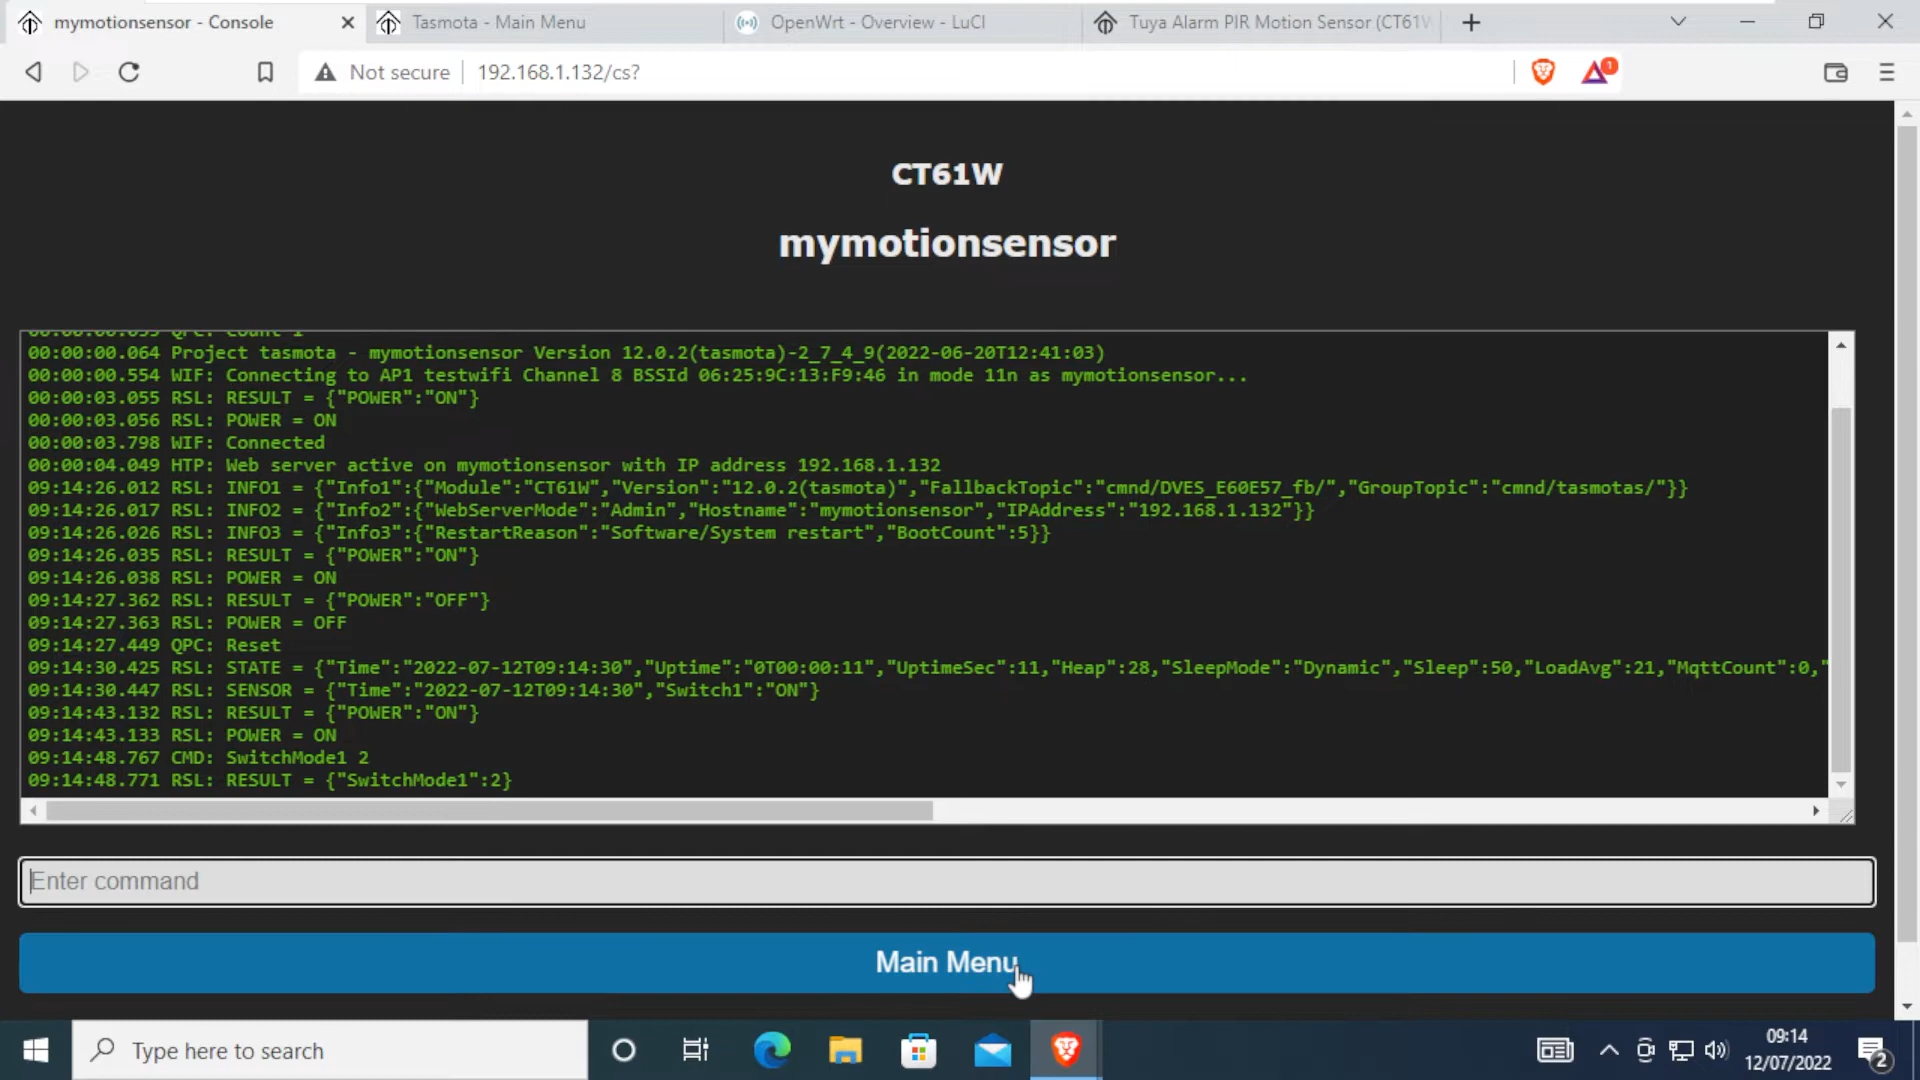 mymotionsensor - Console
Tasmota - Main Menu
OpenWrt - Overview - LuCI
Tuya Alarm PIR Motion Sensor (CT61W
Not secure
192.168.1.132/cs?
1
CT61W
mymotionsensor
00:00:00.064 Project tasmota - mymotionsensor Version 12.0.2(tasmota)-2_7_4_9(2022-06-20T12:41:03)
00:00:00.554 WIF: Connecting to AP1 testwifi Channel 8 BSSId 06:25:9C:13:F9:46 in mode 11n as mymotionsensor...
00:00:03.055 RSL: RESULT = {"POWER":"ON"}
00:00:03.056 RSL: POWER = ON
00:00:03.798 WIF: Connected
00:00:04.049 HTP: Web server active on mymotionsensor with IP address 192.168.1.132
09:14:26.012 RSL: INFO1 = {"Info1":{"Module":"CT61W","Version":"12.0.2(tasmota)","FallbackTopic":"cmnd/DVES_E60E57_fb/","GroupTopic":"cmnd/tasmotas/"}}
09:14:26.017 RSL: INFO2 = {"Info2":{"WebServerMode":"Admin","Hostname":"mymotionsensor","IPAddress":"192.168.1.132"}}
09:14:26.026 RSL: INFO3 = {"Info3":{"RestartReason":"Software/System restart","BootCount":5}}
09:14:26.035 RSL: RESULT = {"POWER":"ON"}
09:14:26.038 RSL: POWER = ON
09:14:27.362 RSL: RESULT = {"POWER":"OFF"}
09:14:27.363 RSL: POWER = OFF
09:14:27.449 QPC: Reset
09:14:30.425 RSL: STATE = {"Time":"2022-07-12T09:14:30","Uptime":"0T00:00:11","UptimeSec":11,"Heap":28,"SleepMode":"Dynamic","Sleep":50,"LoadAvg":21,"MqttCount":0,"
09:14:30.447 RSL: SENSOR = {"Time":"2022-07-12T09:14:30","Switch1":"ON"}
09:14:43.132 RSL: RESULT = {"POWER":"ON"}
09:14:43.133 RSL: POWER = ON
09:14:48.767 CMD: SwitchMode1 2
09:14:48.771 RSL: RESULT = {"SwitchMode1":2}
Enter command
Main Menu
Type here to search
09:14
12/07/2022
2